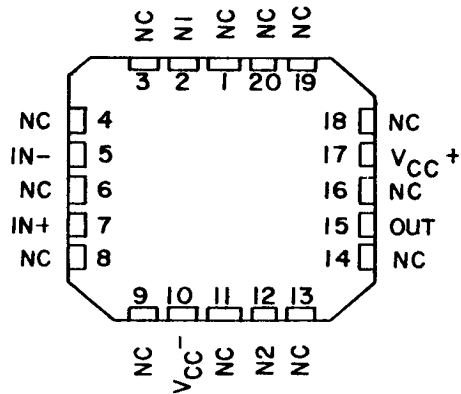 NC N1 NC NC NC
3 2 1 20 19
NC 4 18 NC
IN- 5 17 VCC+
NC 6 16 NC
IN+ 7 15 OUT
NC 8 14 NC
9 10 11 12 13
NC VCC- NC N2 NC